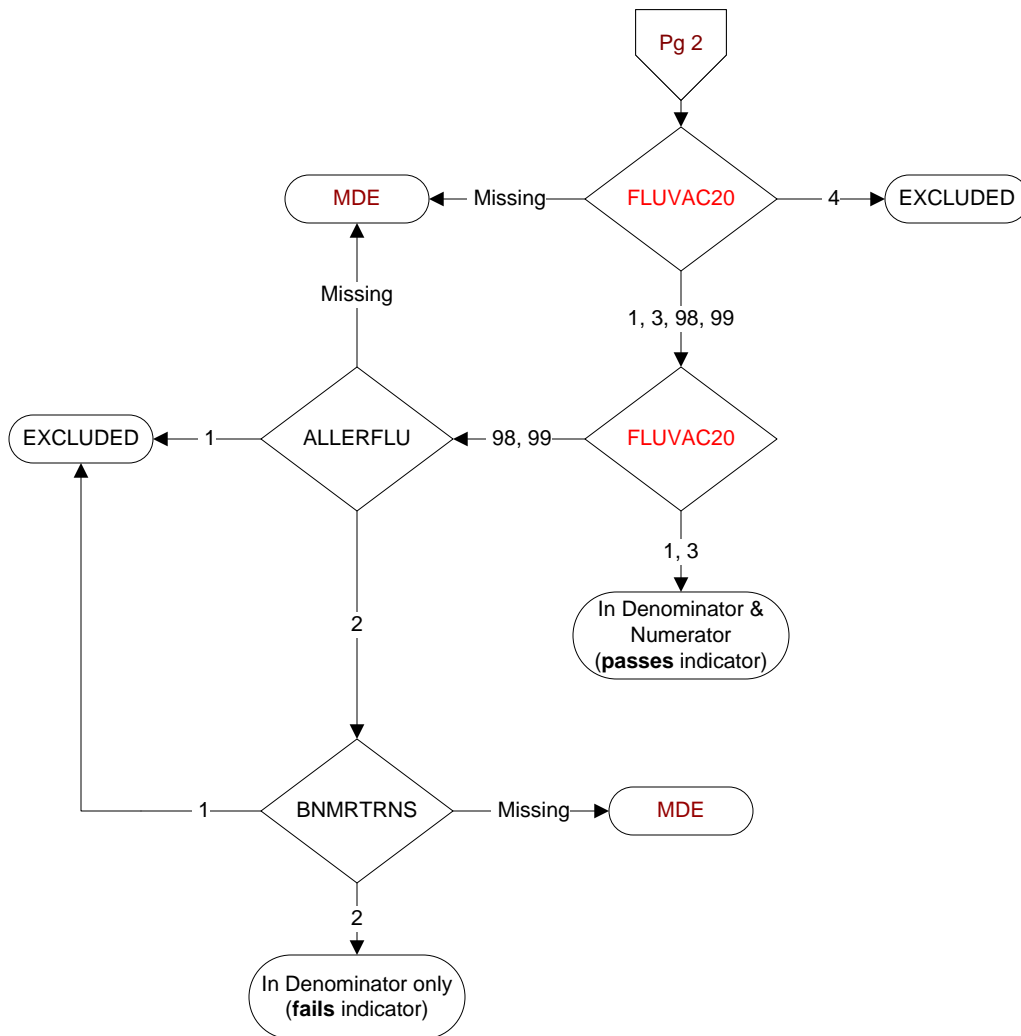 Pg 2
MDE
Missing
FLUVAC20
4
EXCLUDED
Missing
1, 3, 98, 99
EXCLUDED
1
ALLERFLU
98, 99
FLUVAC20
1, 3
2
In Denominator &
Numerator
(passes indicator)
1
BNMRTRNS
Missing
MDE
2
In Denominator only
(fails indicator)